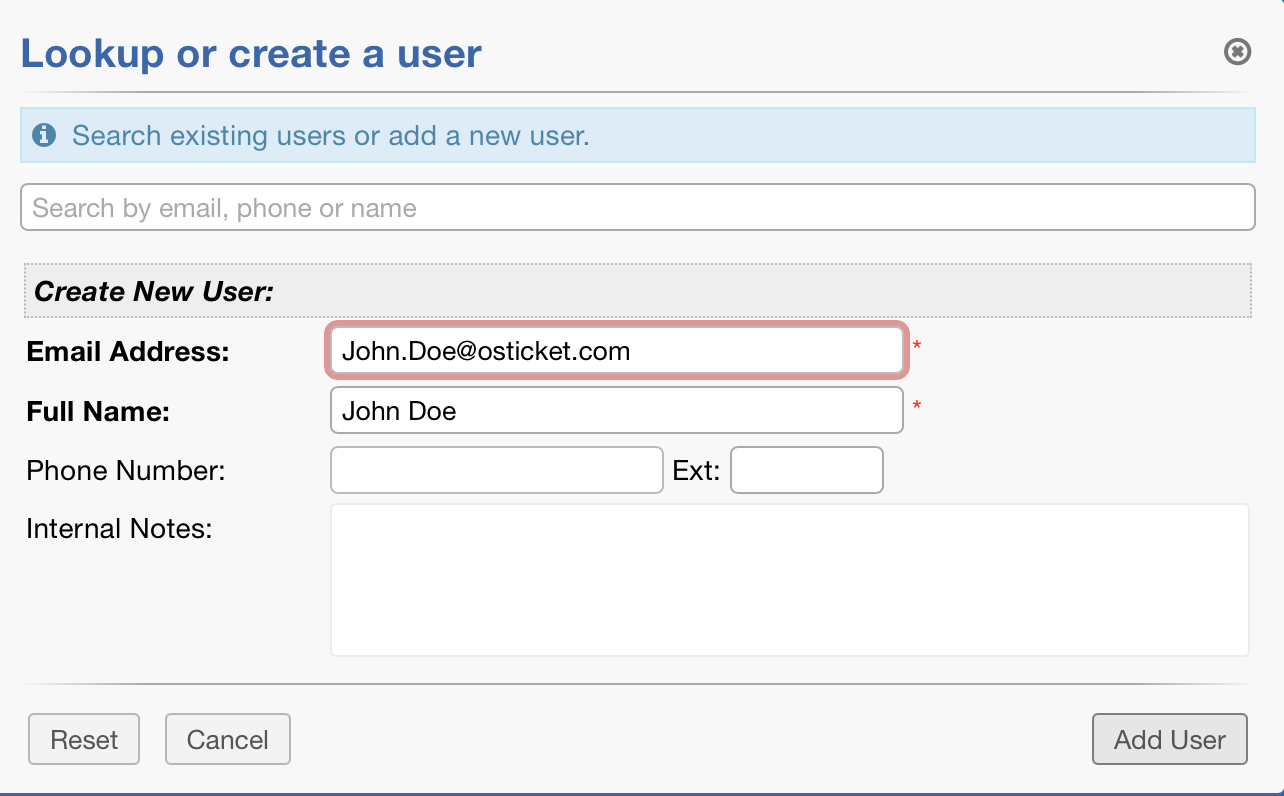 Lookup or create a user
Search existing users or add a new user.
Search by email, phone or name
Create New User:
Email Address: John.Doe@osticket.com *
Full Name: John Doe *
Phone Number: Ext:
Internal Notes:
Reset Cancel Add User